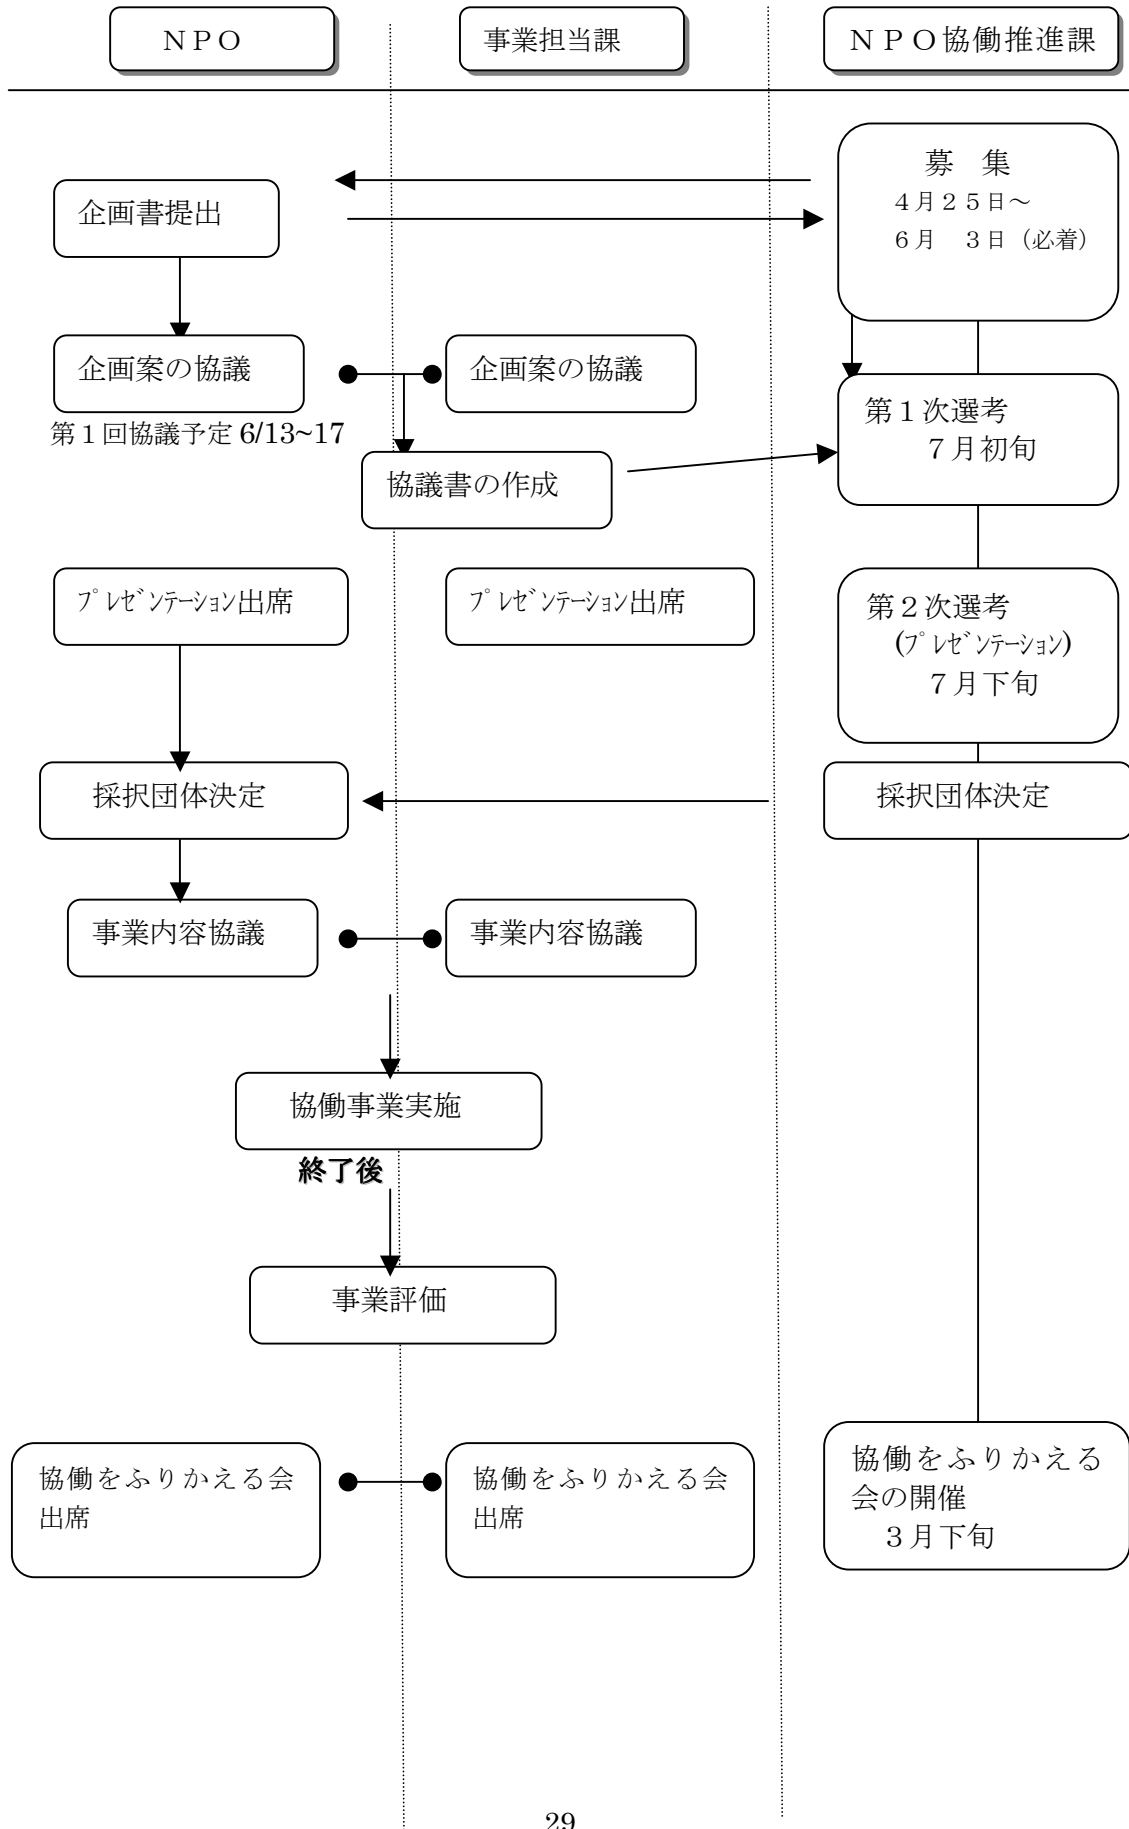 ＮＰＯ
事業担当課
ＮＰＯ協働推進課
募　集
４月２５日～
６月　３日（必着）
企画書提出
企画案の協議
企画案の協議
第１回協議予定 6/13~17
第１次選考
７月初旬
協議書の作成
ﾌﾟﾚｾﾞﾝﾃｰｼｮﾝ出席
ﾌﾟﾚｾﾞﾝﾃｰｼｮﾝ出席
第２次選考
(ﾌﾟﾚｾﾞﾝﾃｰｼｮﾝ)
７月下旬
採択団体決定
採択団体決定
事業内容協議
事業内容協議
協働事業実施
終了後
事業評価
協働をふりかえる会
出席
協働をふりかえる会
出席
協働をふりかえる
会の開催
３月下旬
29